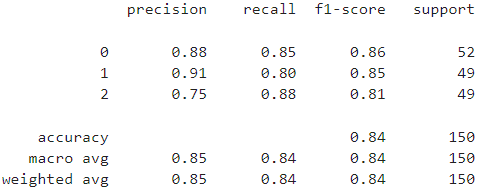 precision recall f1-score support
0 0.88 0.85 0.86 52
1 0.91 0.80 0.85 49
2 0.75 0.88 0.81 49
accuracy 0.84 150
macro avg 0.85 0.84 0.84 150
weighted avg 0.85 0.84 0.84 150